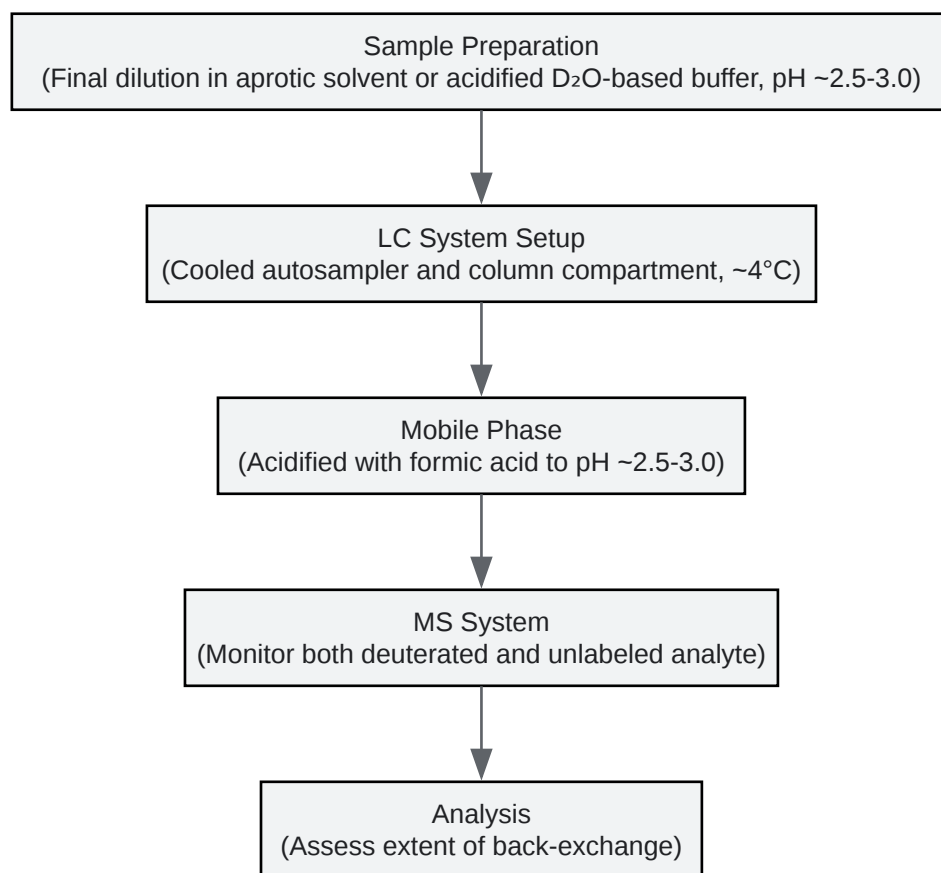 Sample Preparation
(Final dilution in aprotic solvent or acidified D₂O-based buffer, pH ~2.5-3.0)
LC System Setup
(Cooled autosampler and column compartment, ~4°C)
Mobile Phase
(Acidified with formic acid to pH ~2.5-3.0)
MS System
(Monitor both deuterated and unlabeled analyte)
Analysis
(Assess extent of back-exchange)